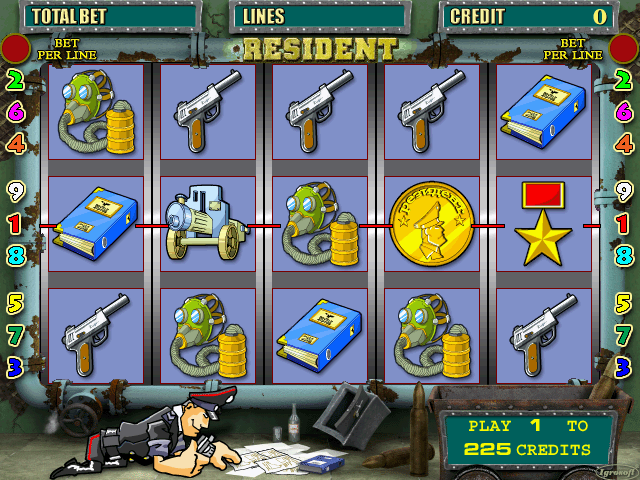 TOTAL BET
LINES
CREDIT 0
RESIDENT
BET
PER LINE
BET
PER LINE
2 2
6 6
4 4
9 9
1 1
8 8
5 5
7 7
3 3
РЕЗИДЕНТ
PLAY 1 TO
225 CREDITS
Igrosoft